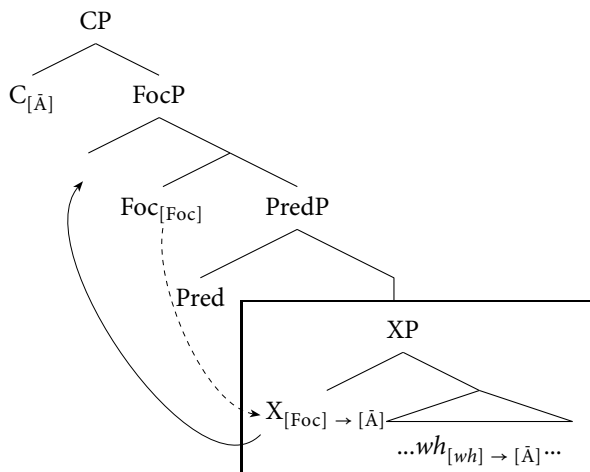 CP
C[Ā] FocP
Foc[Foc] PredP
Pred
XP
X[Foc] → [Ā]
...wh[wh] → [Ā]...